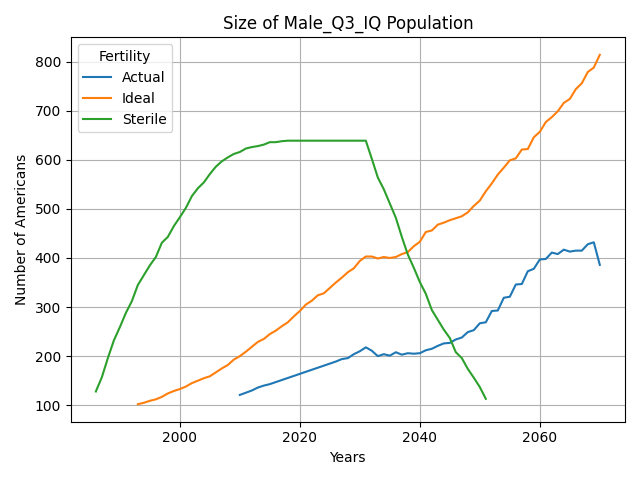 Size of Male_Q3_IQ Population
Fertility
Actual
Ideal
Sterile
Number of Americans
800
700
600
500
400
300
200
100
2000
2020
2040
2060
Years